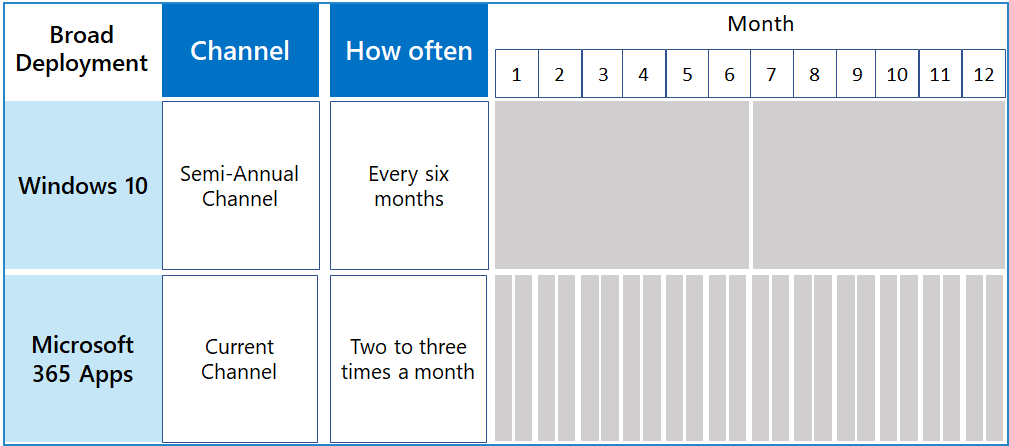 Broad
Deployment
Channel
How often
Month
1 2 3 4 5 6 7 8 9 10 11 12
Windows 10
Semi-Annual
Channel
Every six
months
Microsoft
365 Apps
Current
Channel
Two to three
times a month